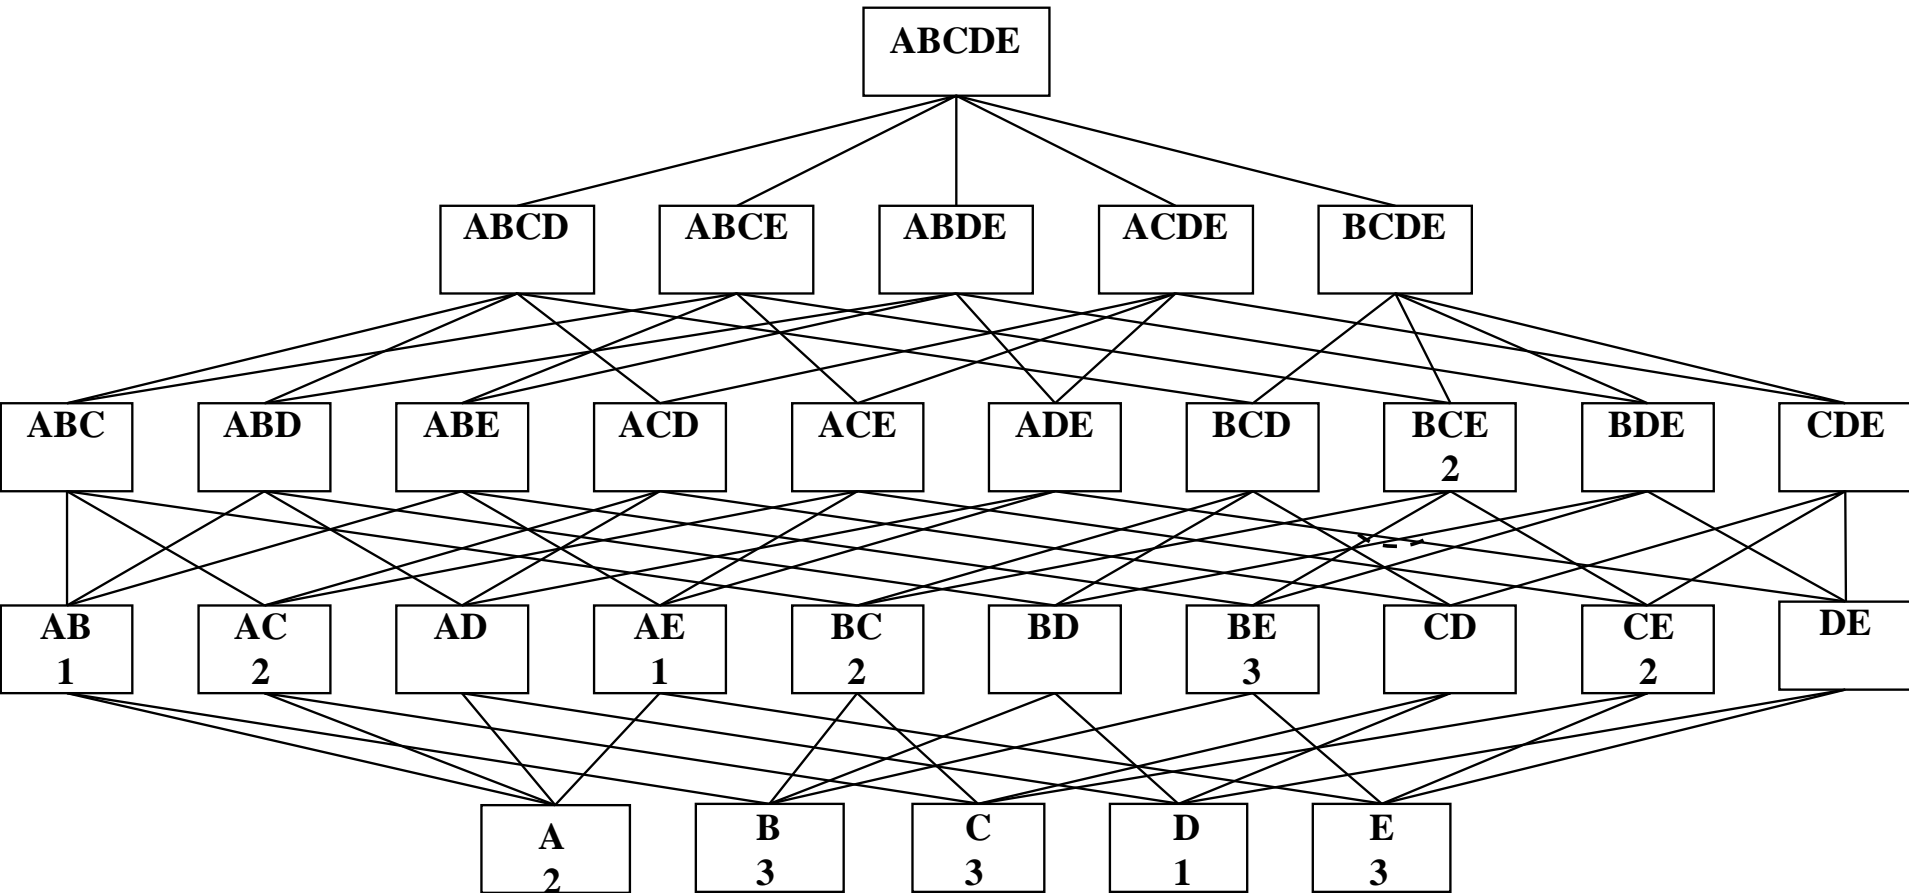 ABCDE
ABCD ABCE ABDE ACDE BCDE
ABC ABD ABE ACD ACE ADE BCD BCE BDE CDE
2
AB AC AD AE BC BD BE CD CE DE
1 2 1 2 3 2
A B C D E
2 3 3 1 3